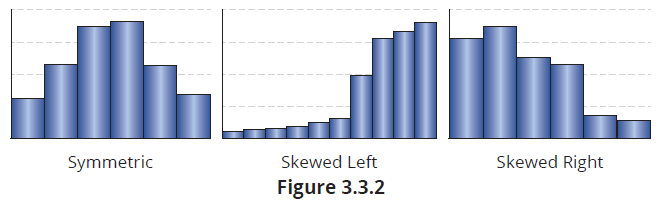 Symmetric
Skewed Left
Skewed Right
Figure 3.3.2